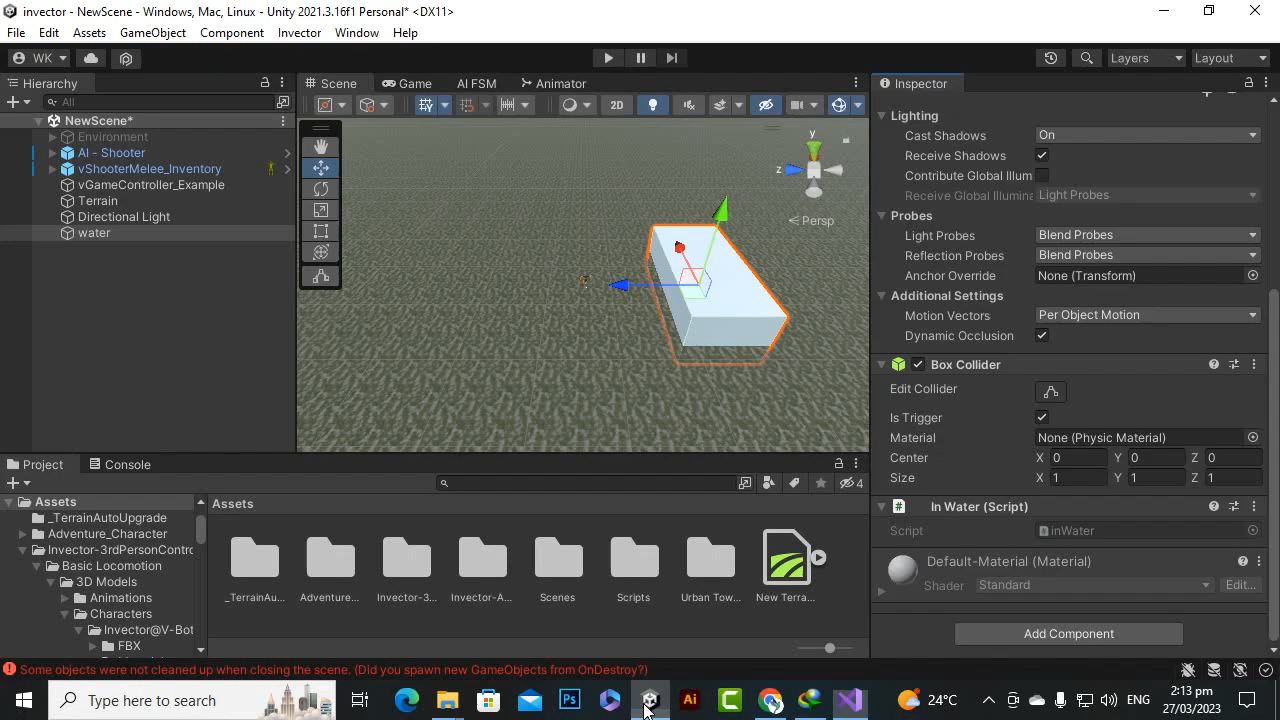 invector - NewScene - Windows, Mac, Linux - Unity 2021.3.16f1 Personal* <DX11>
File Edit Assets GameObject Component Invector Window Help
WK Layers Layout
Hierarchy Scene Game AI FSM Animator Inspector
All 2D
NewScene*
Environment
AI - Shooter
vShooterMelee_Inventory
vGameController_Example
Terrain
Directional Light
water
y
z
Persp
Lighting
Cast Shadows On
Receive Shadows
Contribute Global Illum
Receive Global Illumina Light Probes
Probes
Light Probes Blend Probes
Reflection Probes Blend Probes
Anchor Override None (Transform)
Additional Settings
Motion Vectors Per Object Motion
Dynamic Occlusion
Box Collider
Edit Collider
Is Trigger
Material None (Physic Material)
Center X 0 Y 0 Z 0
Size X 1 Y 1 Z 1
In Water (Script)
Script inWater
Default-Material (Material)
Shader Standard Edit...
Add Component
Project Console
4
Assets
_TerrainAutoUpgrade
Adventure_Character
Invector-3rdPersonContro
Basic Locomotion
3D Models
Animations
Characters
Invector@V-Bot
FBX
Assets
_TerrainAu... Adventure... Invector-3... Invector-A... Scenes Scripts Urban Tow... New Terra...
Some objects were not cleaned up when closing the scene. (Did you spawn new GameObjects from OnDestroy?)
Type here to search
Ps Ai 24°C ENG 2:13 pm
27/03/2023